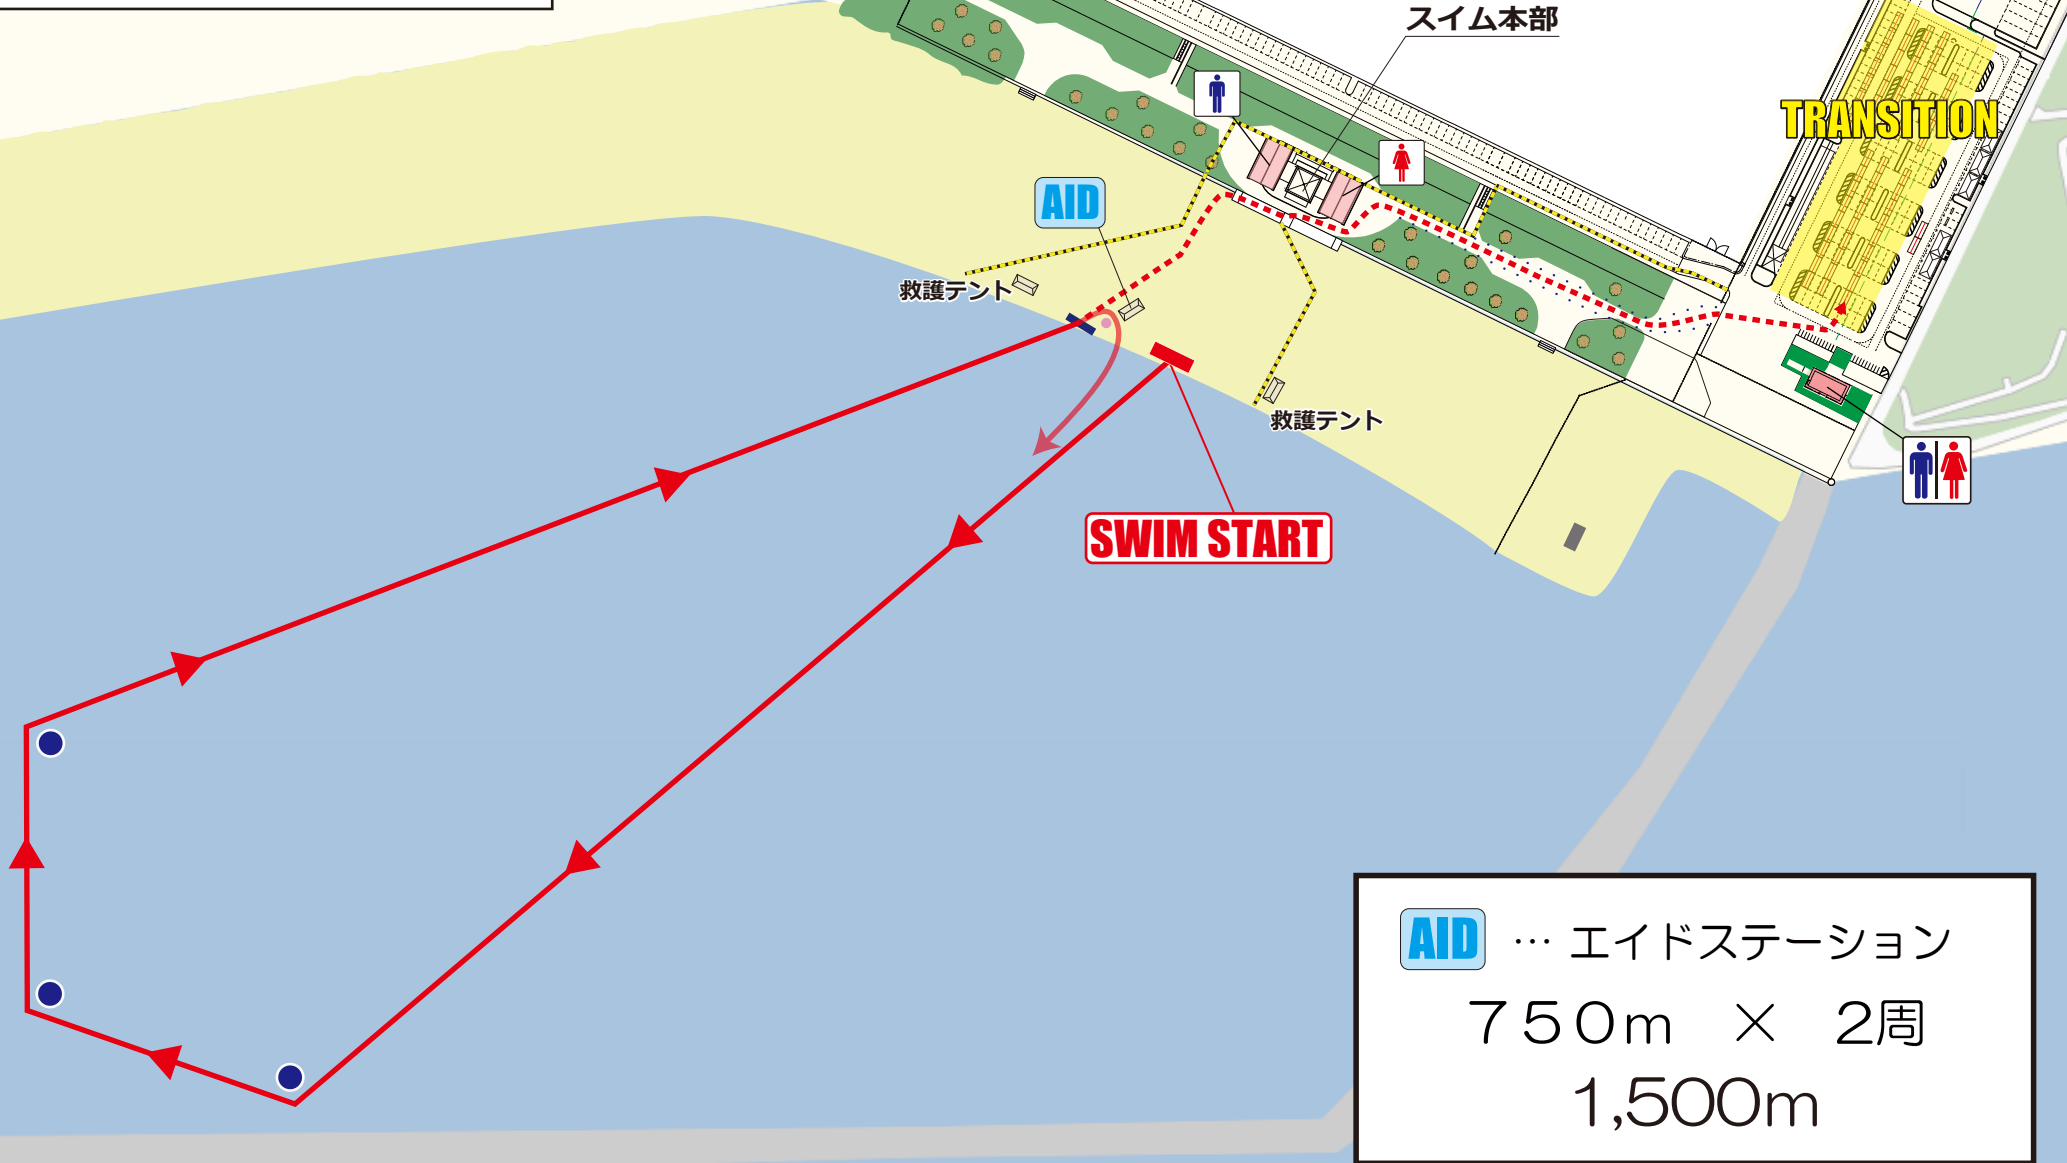 スイム本部
TRANSITION
AID
救護テント
救護テント
SWIM START
AID … エイドステーション
７５０ｍ × 2周
1,500m